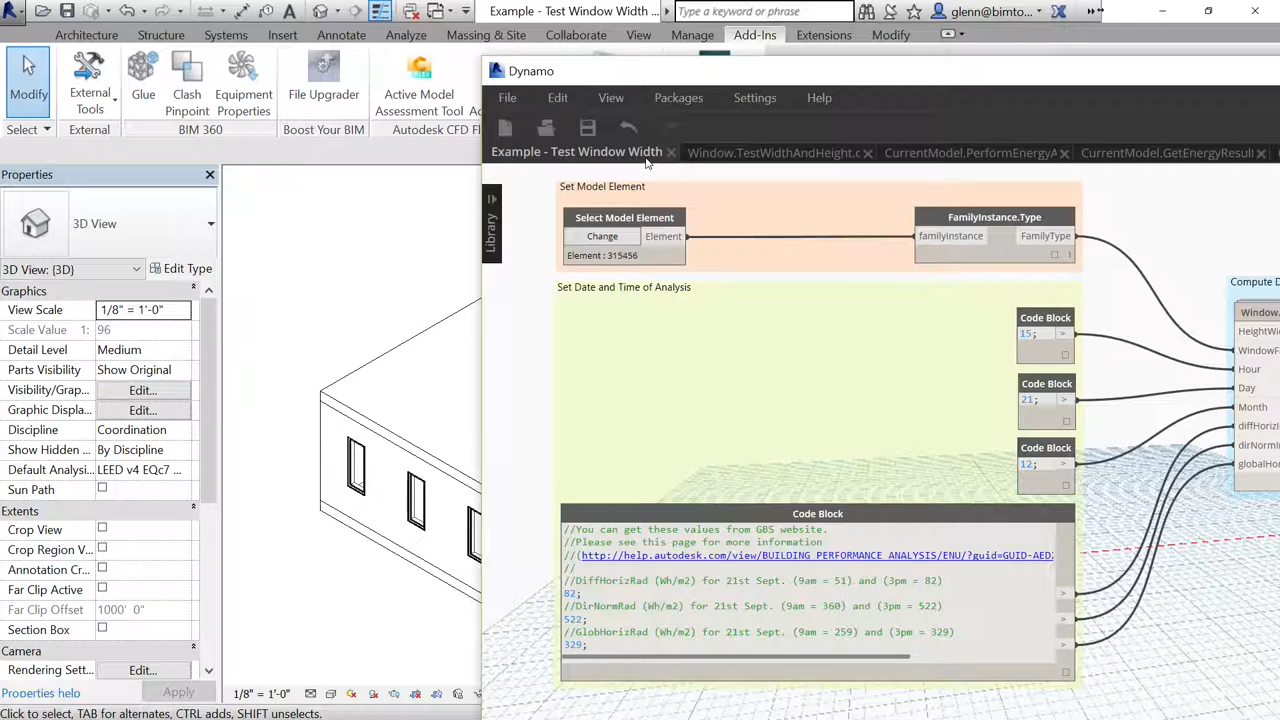 Example - Test Window Width ...
Type a keyword or phrase
glenn@bimto...
Architecture Structure Systems Insert Annotate Analyze Massing & Site Collaborate View Manage Add-Ins Extensions Modify
Modify
External Tools
Glue
Clash Pinpoint
Equipment Properties
File Upgrader
Active Model Assessment Tool
Select
External
BIM 360
Boost Your BIM
Autodesk CFD
Dynamo
File Edit View Packages Settings Help
Example - Test Window Width
Window.TestWidthAndHeight.c
CurrentModel.PerformEnergyA
CurrentModel.GetEnergyResul
Library
Properties
3D View
3D View: {3D}
Edit Type
Graphics
View Scale 1/8" = 1'-0"
Scale Value 1: 96
Detail Level Medium
Parts Visibility Show Original
Visibility/Grap... Edit...
Graphic Displa... Edit...
Discipline Coordination
Show Hidden ... By Discipline
Default Analysi... LEED v4 EQc7 ...
Sun Path
Extents
Crop View
Crop Region V...
Annotation Cr...
Far Clip Active
Far Clip Offset 1000' 0"
Section Box
Camera
Rendering Sett... Edit...
Properties help
Apply
1/8" = 1'-0"
Click to select, TAB for alternates, CTRL adds, SHIFT unselects.
Set Model Element
Select Model Element
Change
Element
Element : 315456
FamilyInstance.Type
familyInstance
FamilyType
Set Date and Time of Analysis
Code Block
15;
>
Code Block
21;
>
Code Block
12;
>
Code Block
//You can get these values from GBS website.
//Please see this page for more information
//(http://help.autodesk.com/view/BUILDING_PERFORMANCE_ANALYSIS/ENU/?guid=GUID-AED
//
//DiffHorizRad (Wh/m2) for 21st Sept. (9am = 51) and (3pm = 82)
82;
//DirNormRad (Wh/m2) for 21st Sept. (9am = 360) and (3pm = 522)
522;
//GlobHorizRad (Wh/m2) for 21st Sept. (9am = 259) and (3pm = 329)
329;
>
>
>
Compute D
Window.
HeightWid
WindowFa
Hour
Day
Month
diffHorizI
dirNormI
globalHor